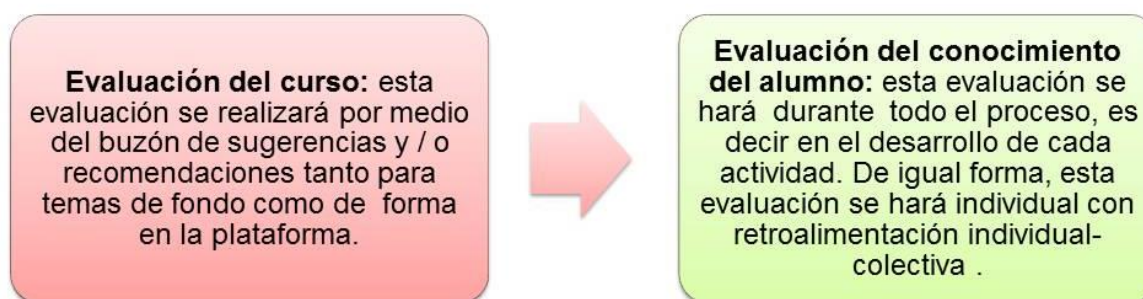 Evaluación del curso: esta
evaluación se realizará por medio
del buzón de sugerencias y / o
recomendaciones tanto para
temas de fondo como de forma
en la plataforma.
Evaluación del conocimiento
del alumno: esta evaluación se
hará durante todo el proceso, es
decir en el desarrollo de cada
actividad. De igual forma, esta
evaluación se hará individual con
retroalimentación individual-
colectiva .